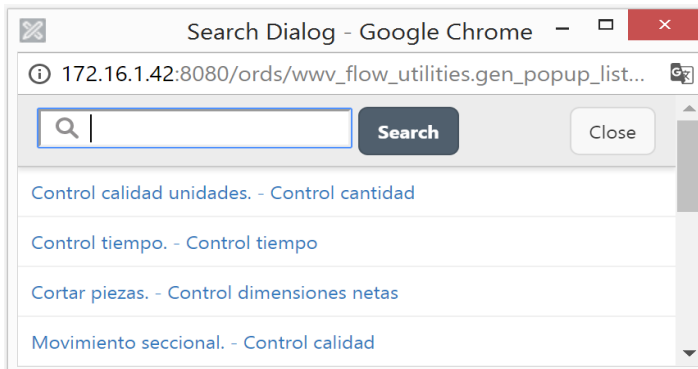 Search Dialog - Google Chrome
172.16.1.42:8080/ords/wwv_flow_utilities.gen_popup_list...
Search
Close
Control calidad unidades. - Control cantidad
Control tiempo. - Control tiempo
Cortar piezas. - Control dimensiones netas
Movimiento seccional. - Control calidad